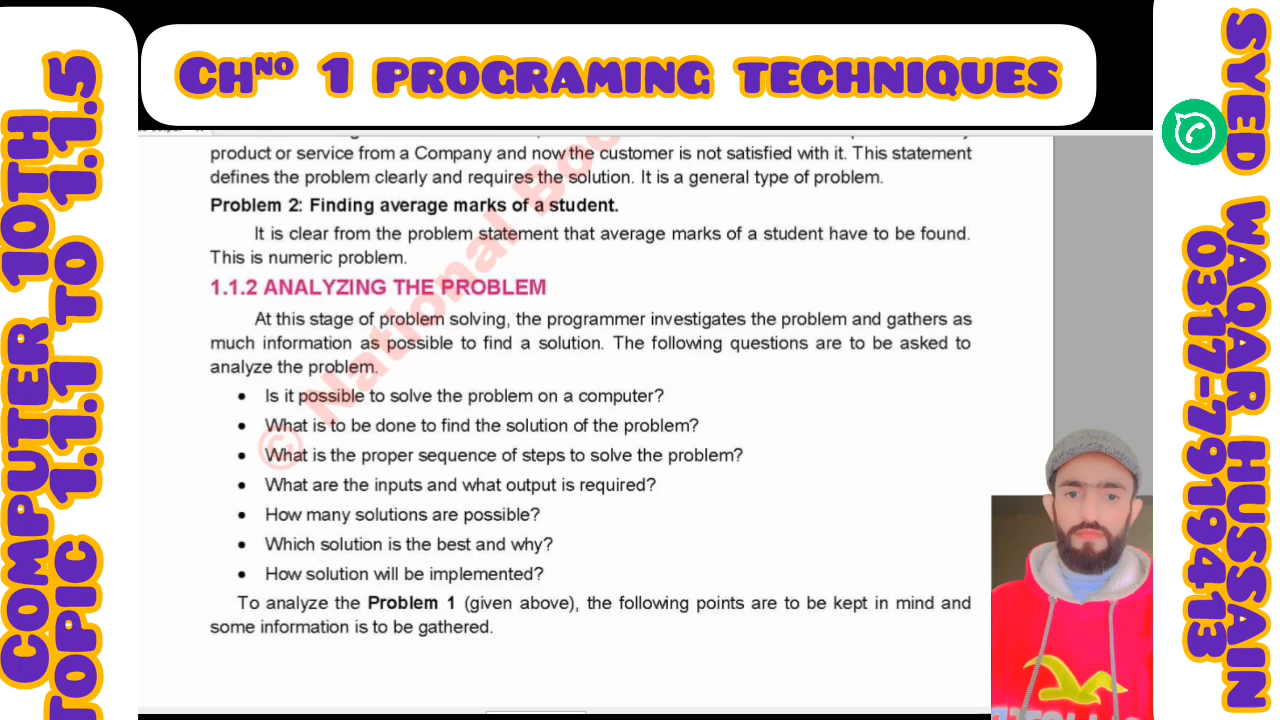 CHNO 1 PROGRAMING TECHNIQUES
COMPUTER 10TH
TOPIC 1.1.1 TO 1.1.5
product or service from a Company and now the customer is not satisfied with it. This statement
defines the problem clearly and requires the solution. It is a general type of problem.
Problem 2: Finding average marks of a student.
It is clear from the problem statement that average marks of a student have to be found.
This is numeric problem.
1.1.2 ANALYZING THE PROBLEM
At this stage of problem solving, the programmer investigates the problem and gathers as
much information as possible to find a solution. The following questions are to be asked to
analyze the problem.
• Is it possible to solve the problem on a computer?
• What is to be done to find the solution of the problem?
• What is the proper sequence of steps to solve the problem?
• What are the inputs and what output is required?
• How many solutions are possible?
• Which solution is the best and why?
• How solution will be implemented?
To analyze the Problem 1 (given above), the following points are to be kept in mind and
some information is to be gathered.
© National Boo
SYED WAQAR HUSSAIN
0317-7919413